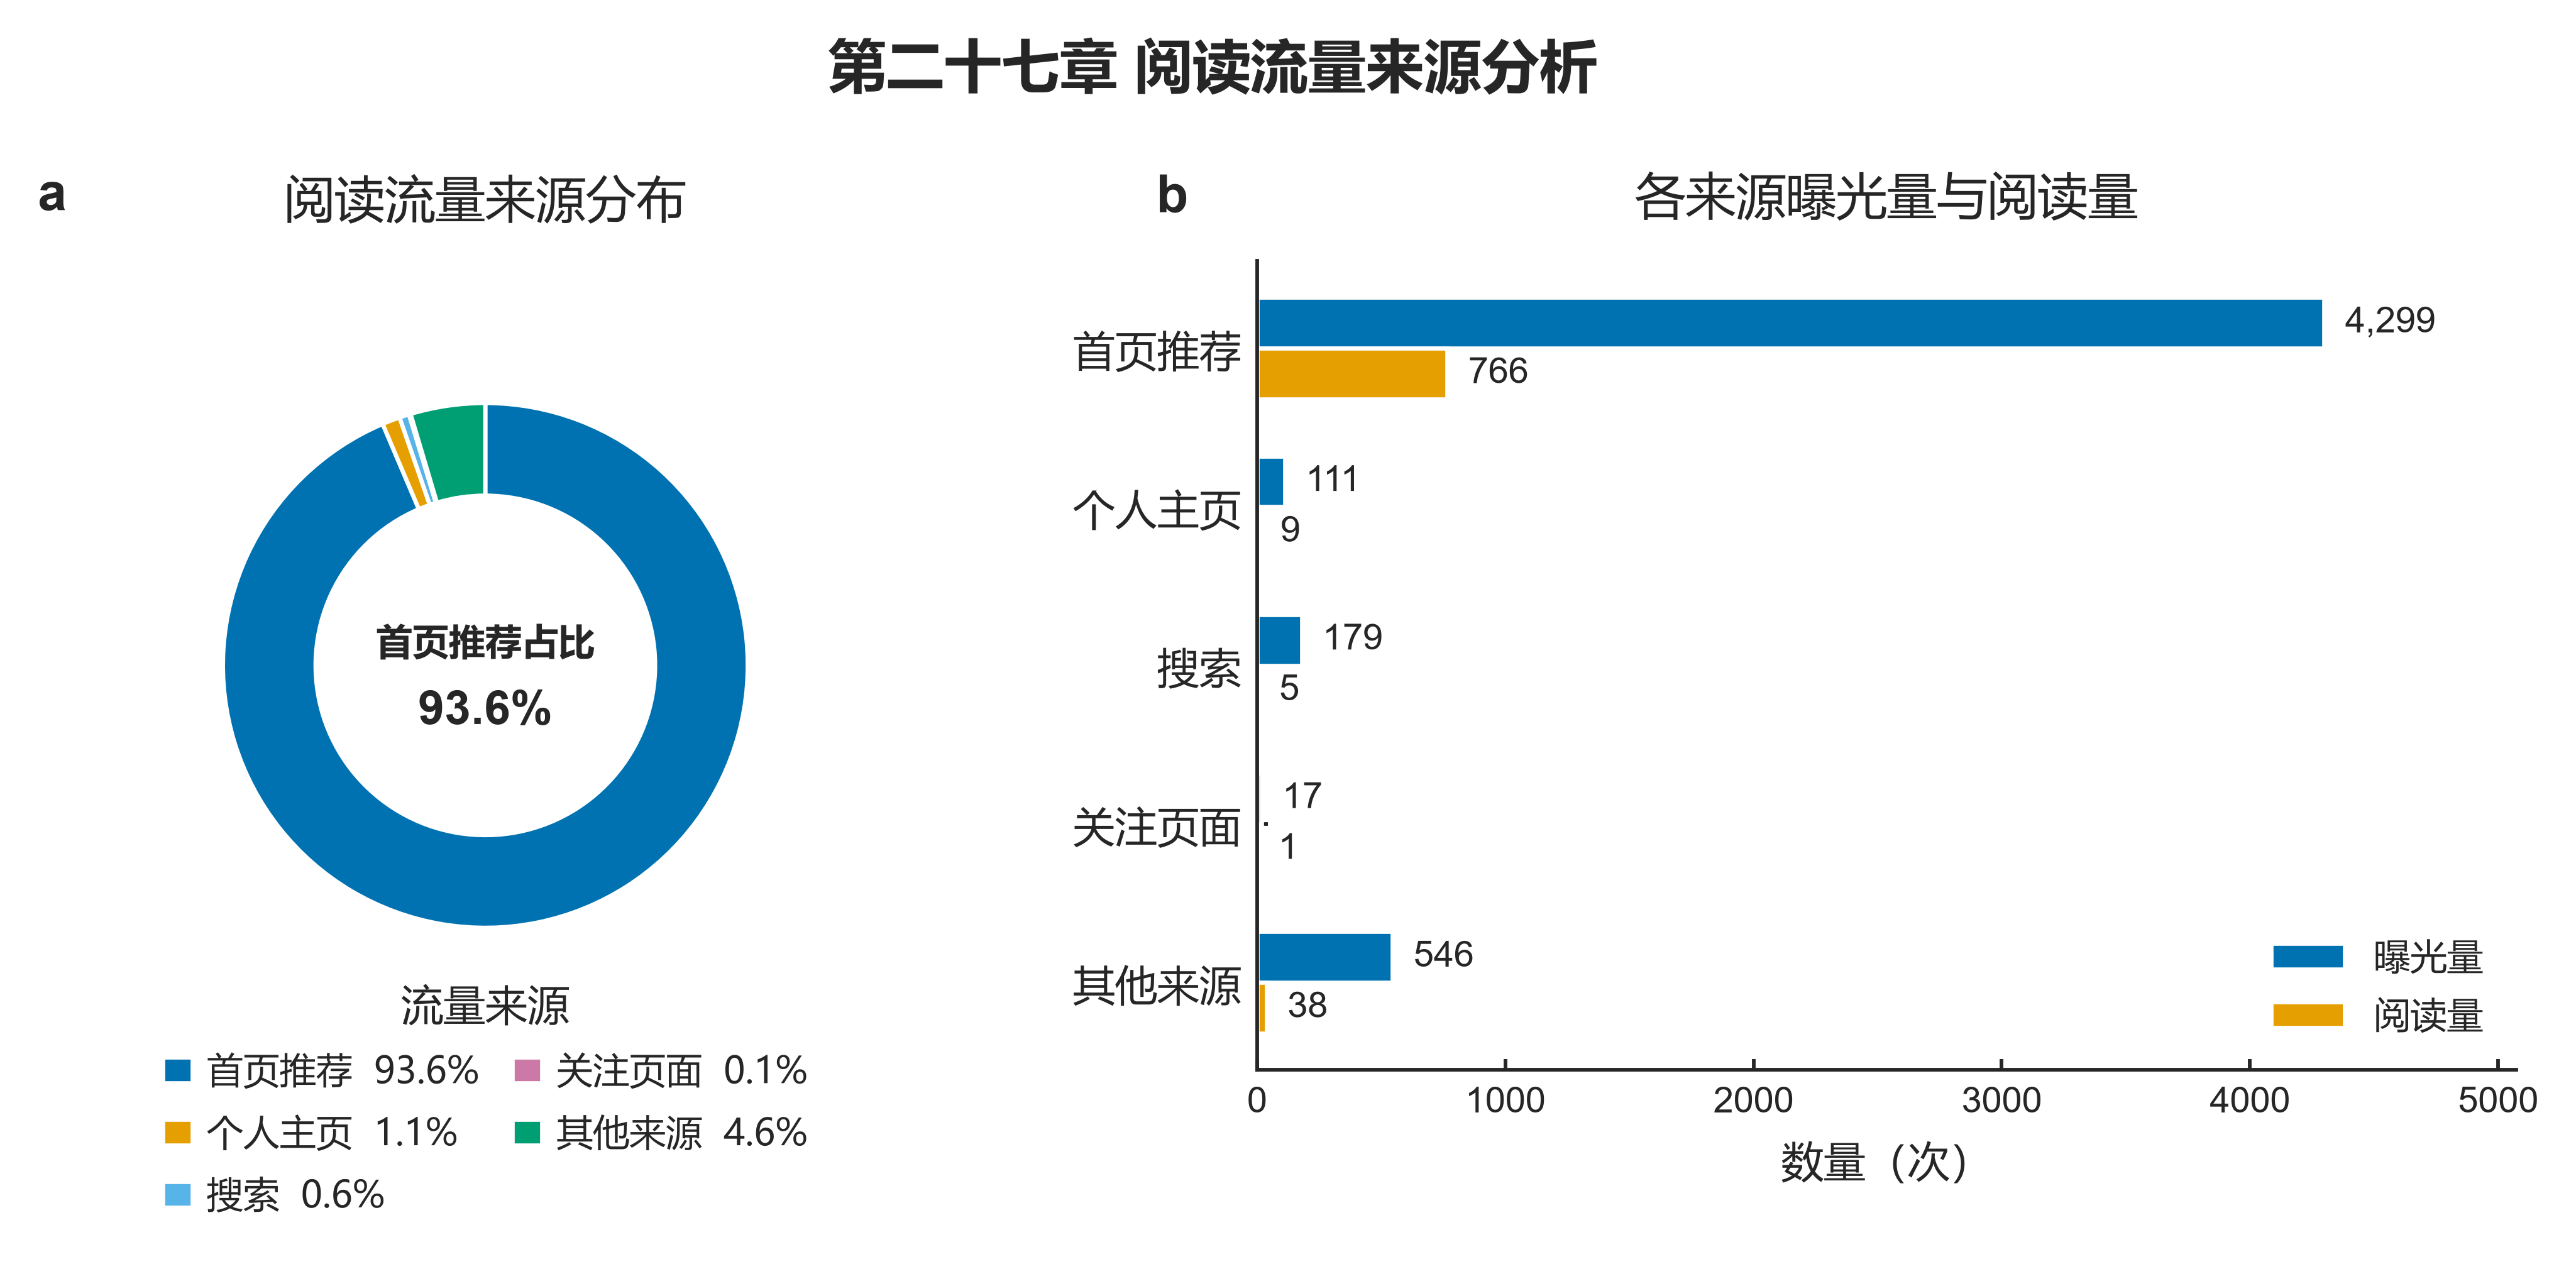 第二十七章 阅读流量来源分析
a
阅读流量来源分布
首页推荐占比
93.6%
流量来源
首页推荐 93.6%
个人主页 1.1%
搜索 0.6%
关注页面 0.1%
其他来源 4.6%
b
各来源曝光量与阅读量
首页推荐
4,299
766
个人主页
111
9
搜索
179
5
关注页面
17
1
其他来源
546
38
曝光量
阅读量
0 1000 2000 3000 4000 5000
数量（次）